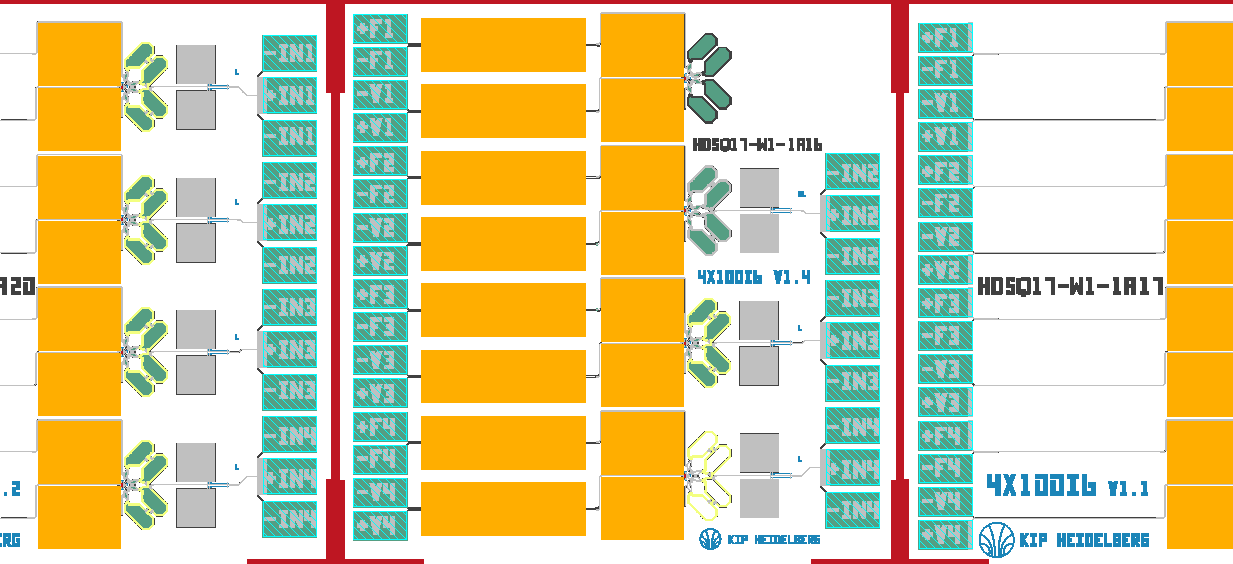 -IN1
+IN1
-IN1
-IN2
+IN2
-IN2
-IN3
+IN3
-IN3
-IN4
+IN4
-IN4
A20
.2
ERG
+F1
-F1
-V1
+V1
+F2
-F2
-V2
+V2
+F3
-F3
-V3
+V3
+F4
-F4
-V4
+V4
HDSQ17-W1-1A16
4X100I6 V1.4
L
L
L
L
L
L
-IN2
+IN2
-IN2
-IN3
+IN3
-IN3
-IN4
+IN4
-IN4
KIP HEIDELBERG
+F1
-F1
-V1
+V1
+F2
-F2
-V2
+V2
+F3
-F3
-V3
+V3
+F4
-F4
-V4
+V4
HDSQ17-W1-1A17
4X100I6 V1.1
KIP HEIDELBERG